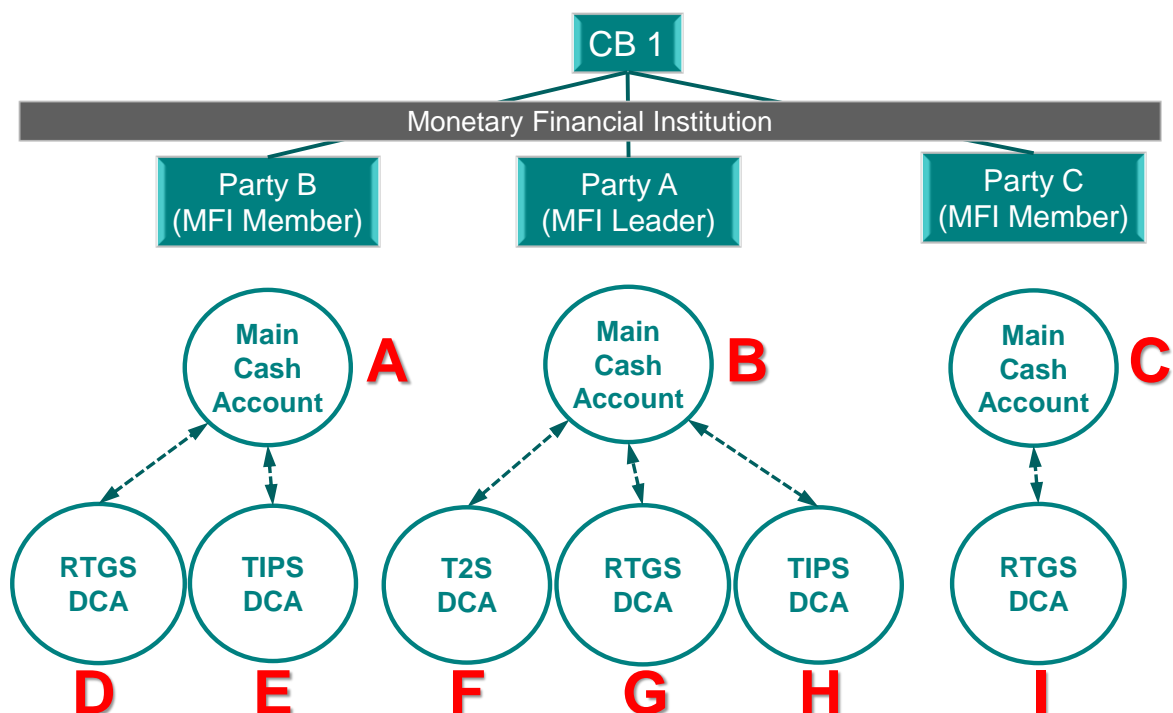 CB 1
Monetary Financial Institution
Party B
(MFI Member)
Party A
(MFI Leader)
Party C
(MFI Member)
Main
Cash
Account
A
Main
Cash
Account
B
Main
Cash
Account
C
RTGS
DCA
TIPS
DCA
T2S
DCA
RTGS
DCA
TIPS
DCA
RTGS
DCA
D
E
F
G
H
I